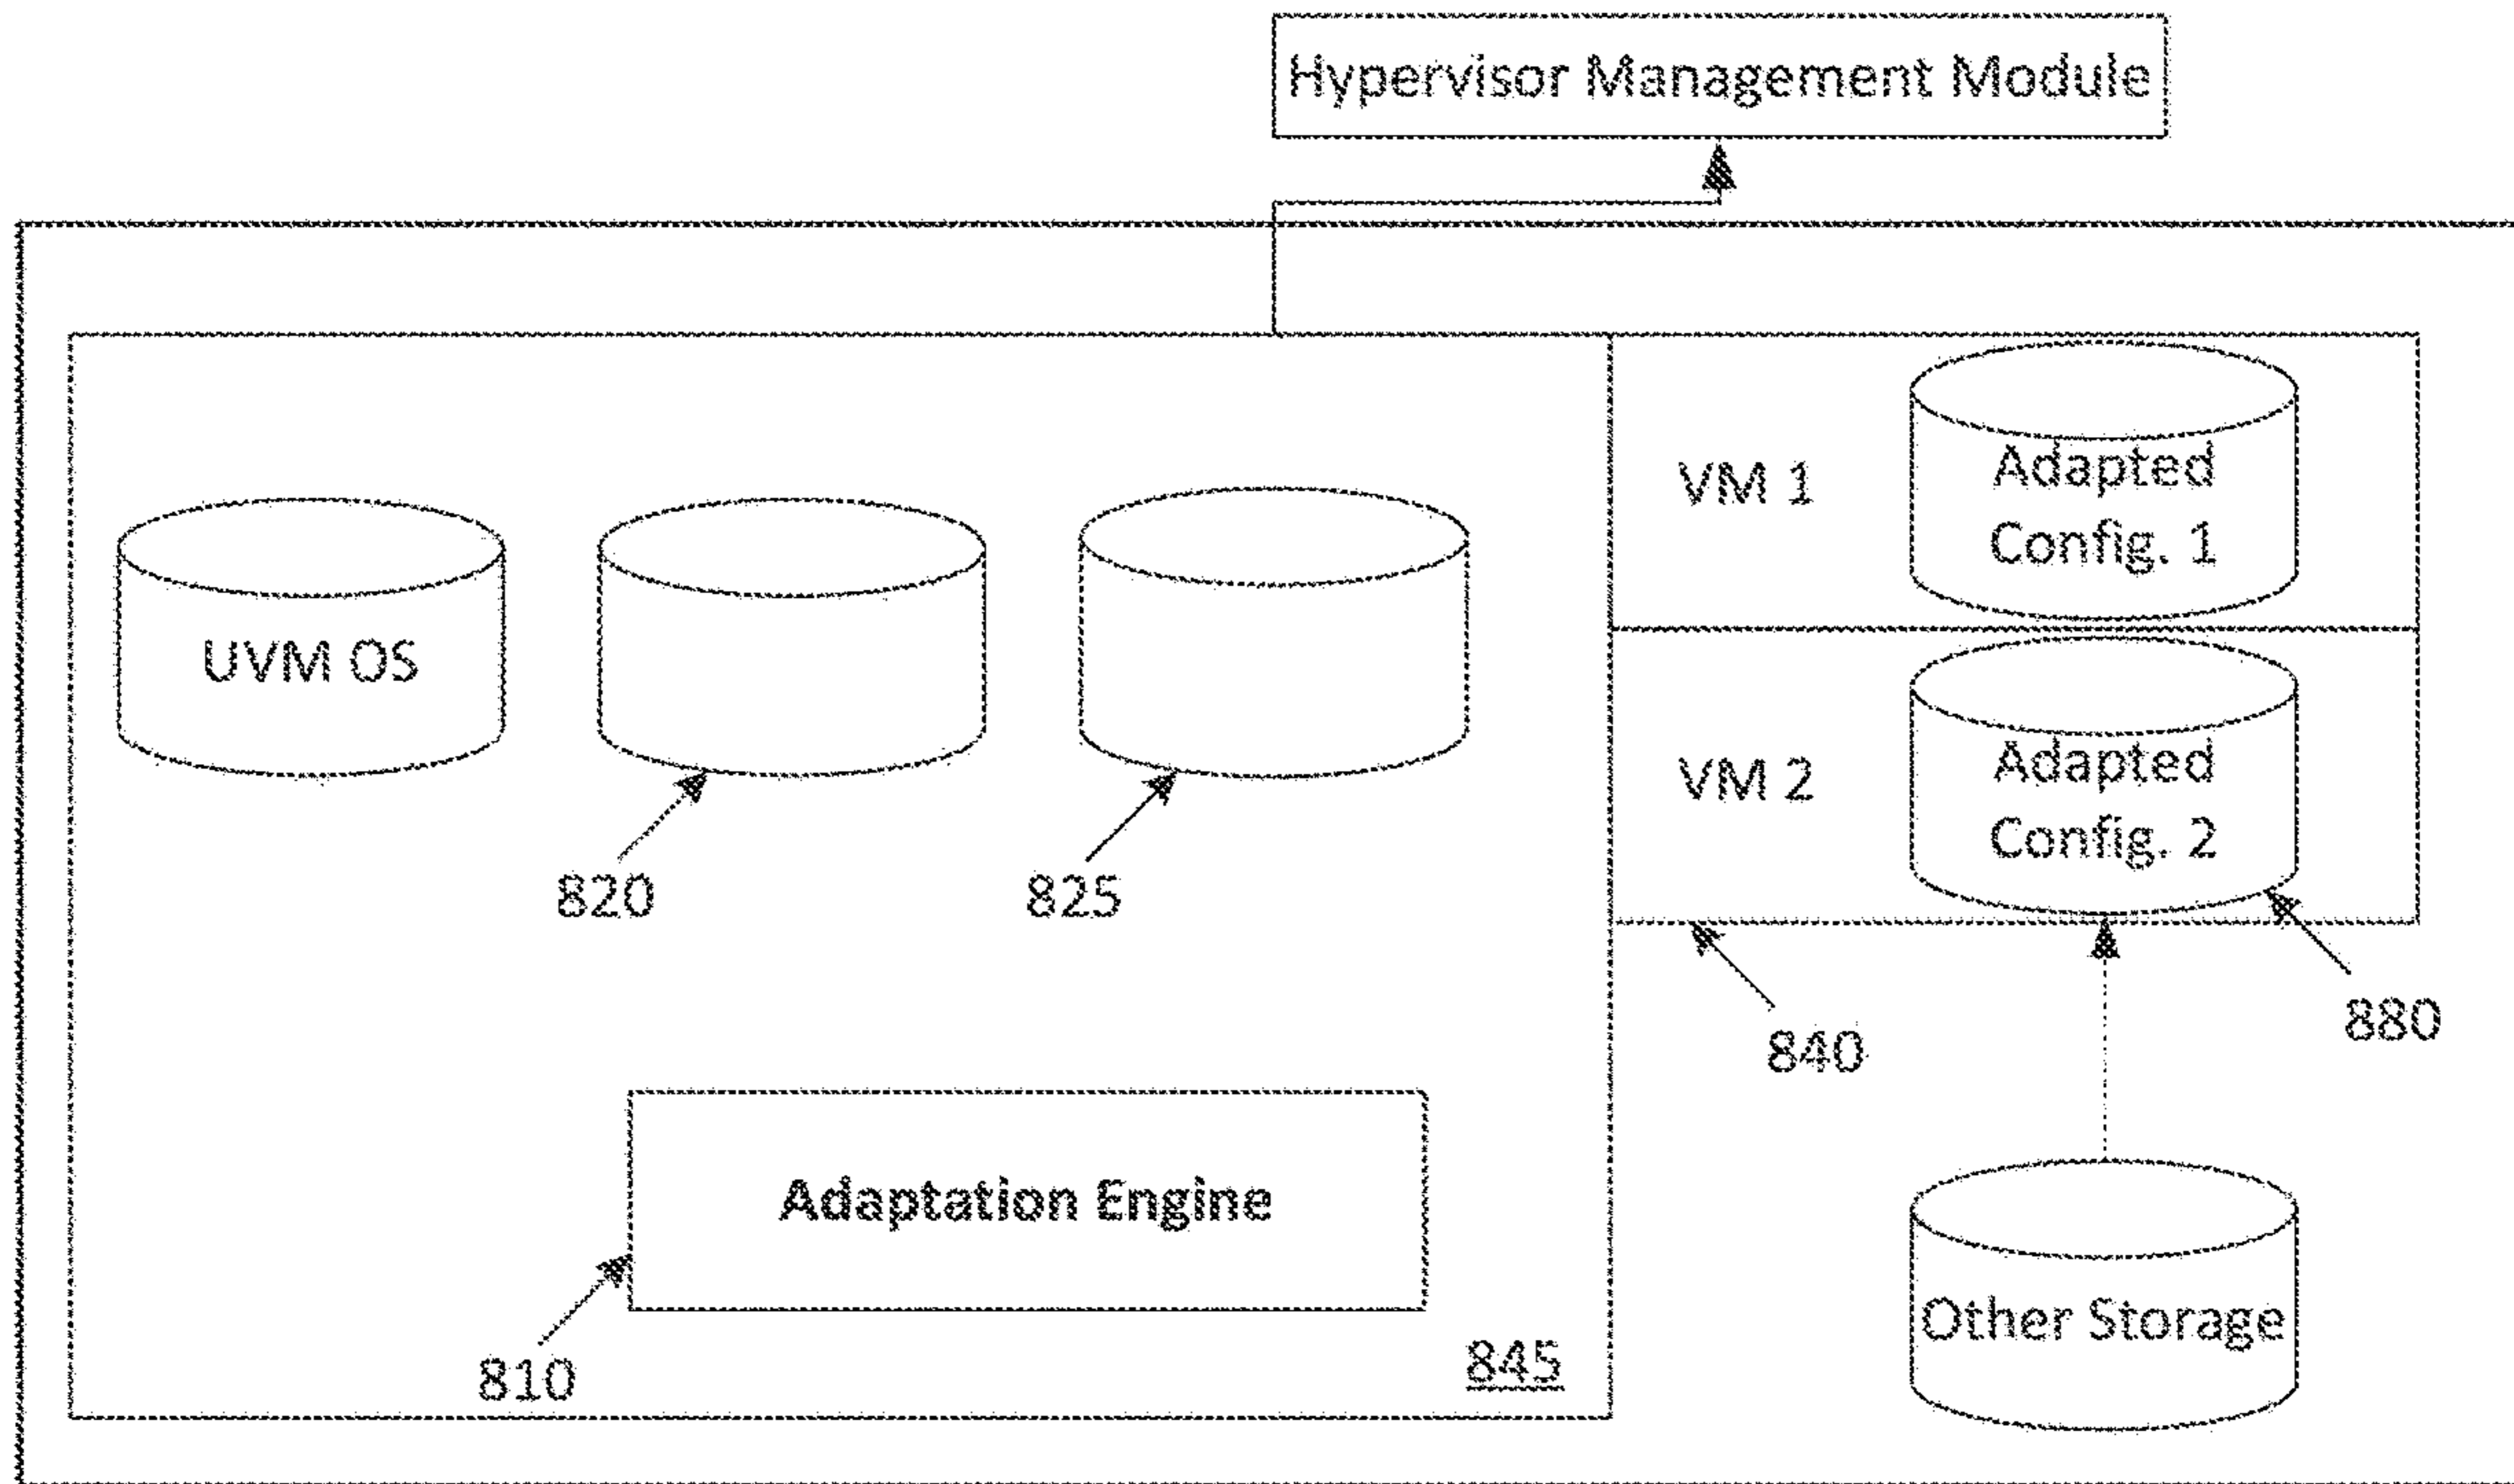 Hypervisor Management Module
UVM OS
820
825
VM 1
Adapted
Config. 1
VM 2
Adapted
Config. 2
840
880
Adaptation Engine
810
845
Other Storage